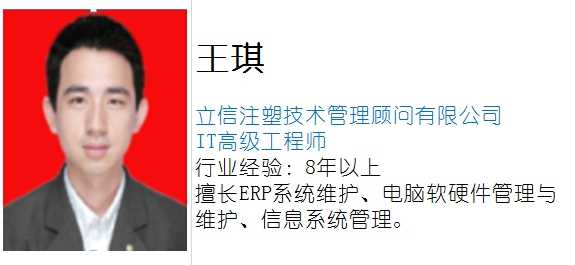 王琪
立信注塑技术管理顾问有限公司
IT高级工程师
行业经验：8年以上
擅长ERP系统维护、电脑软硬件管理与
维护、信息系统管理。